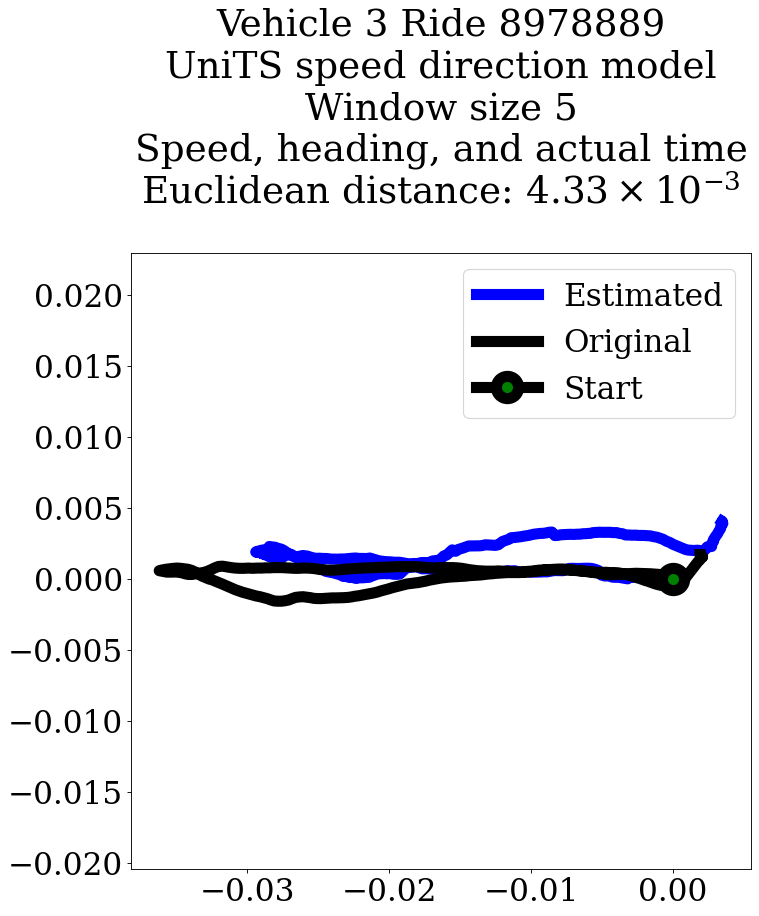 Vehicle 3 Ride 8978889
UniTS speed direction model
Window size 5
Speed, heading, and actual time
Euclidean distance: 4.33 × 10⁻³
Estimated
Original
Start
0.020
0.015
0.010
0.005
0.000
−0.005
−0.010
−0.015
−0.020
−0.03 −0.02 −0.01 0.00